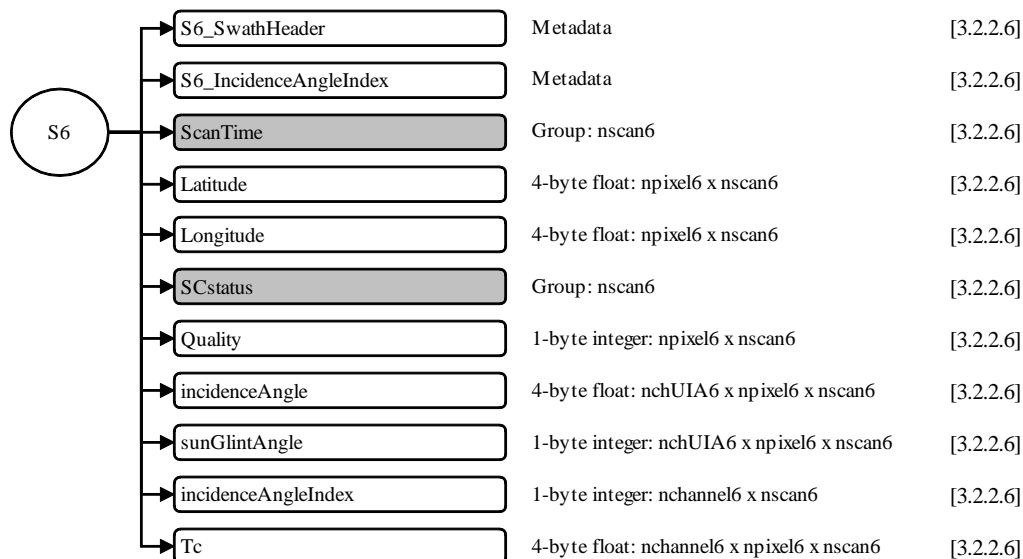 S6_SwathHeader Metadata [3.2.2.6]
S6_IncidenceAngleIndex Metadata [3.2.2.6]
S6 ScanTime Group: nscan6 [3.2.2.6]
Latitude 4-byte float: npixel6 x nscan6 [3.2.2.6]
Longitude 4-byte float: npixel6 x nscan6 [3.2.2.6]
SCstatus Group: nscan6 [3.2.2.6]
Quality 1-byte integer: npixel6 x nscan6 [3.2.2.6]
incidenceAngle 4-byte float: nchUIA6 x npixel6 x nscan6 [3.2.2.6]
sunGlintAngle 1-byte integer: nchUIA6 x npixel6 x nscan6 [3.2.2.6]
incidenceAngleIndex 1-byte integer: nchannel6 x nscan6 [3.2.2.6]
Tc 4-byte float: nchannel6 x npixel6 x nscan6 [3.2.2.6]